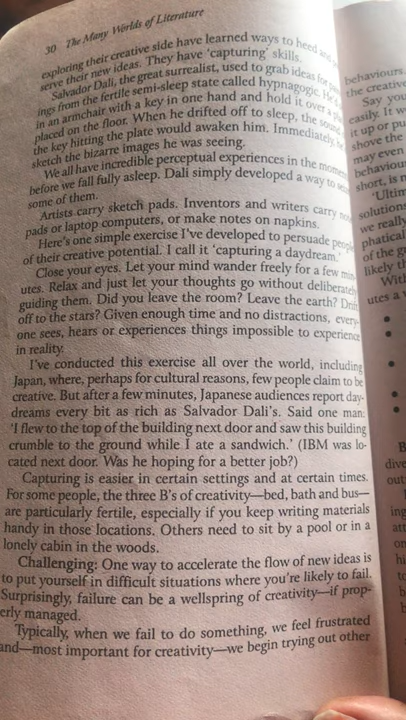 30 The Many Worlds of Literature
exploring their creative side have learned ways to heed and
serve their new ideas. They have 'capturing' skills.
Salvador Dali, the great surrealist, used to grab ideas for
ings from the fertile semi-sleep state called hypnagogic. He'd
in an armchair with a key in one hand and hold it over a
placed on the floor. When he drifted off to sleep, the sound
the key hitting the plate would awaken him. Immediately, he
sketch the bizarre images he was seeing.
We all have incredible perceptual experiences in the
before we fall fully asleep. Dali simply developed a way to
some of them.
Artists carry sketch pads. Inventors and writers carry
pads or laptop computers, or make notes on napkins.
Here's one simple exercise I've developed to persuade people
of their creative potential. I call it 'capturing a daydream.'
Close your eyes. Let your mind wander freely for a few min-
utes. Relax and just let your thoughts go without deliberately
guiding them. Did you leave the room? Leave the earth? Drift
off to the stars? Given enough time and no distractions, every-
one sees, hears or experiences things impossible to experience
in reality.
I've conducted this exercise all over the world, including
Japan, where, perhaps for cultural reasons, few people claim to be
creative. But after a few minutes, Japanese audiences report day-
dreams every bit as rich as Salvador Dali's. Said one man:
'I flew to the top of the building next door and saw this building
crumble to the ground while I ate a sandwich.' (IBM was lo-
cated next door. Was he hoping for a better job?)
Capturing is easier in certain settings and at certain times.
For some people, the three B's of creativity—bed, bath and bus—
are particularly fertile, especially if you keep writing materials
handy in those locations. Others need to sit by a pool or in a
lonely cabin in the woods.
Challenging: One way to accelerate the flow of new ideas is
to put yourself in difficult situations where you're likely to fail.
Surprisingly, failure can be a wellspring of creativity—if prop-
erly managed.
Typically, when we fail to do something, we feel frustrated
and—most important for creativity—we begin trying out other
behaviours.
the creative
Say you
easily. It w
it up or pu
shove the
may even
behaviour
short, is n
'Ultim
solutions
we really
phatical
of the g
likely th
With
utes a
•
•
•
•
•
B
dive
out
I
ing
att
on
hi